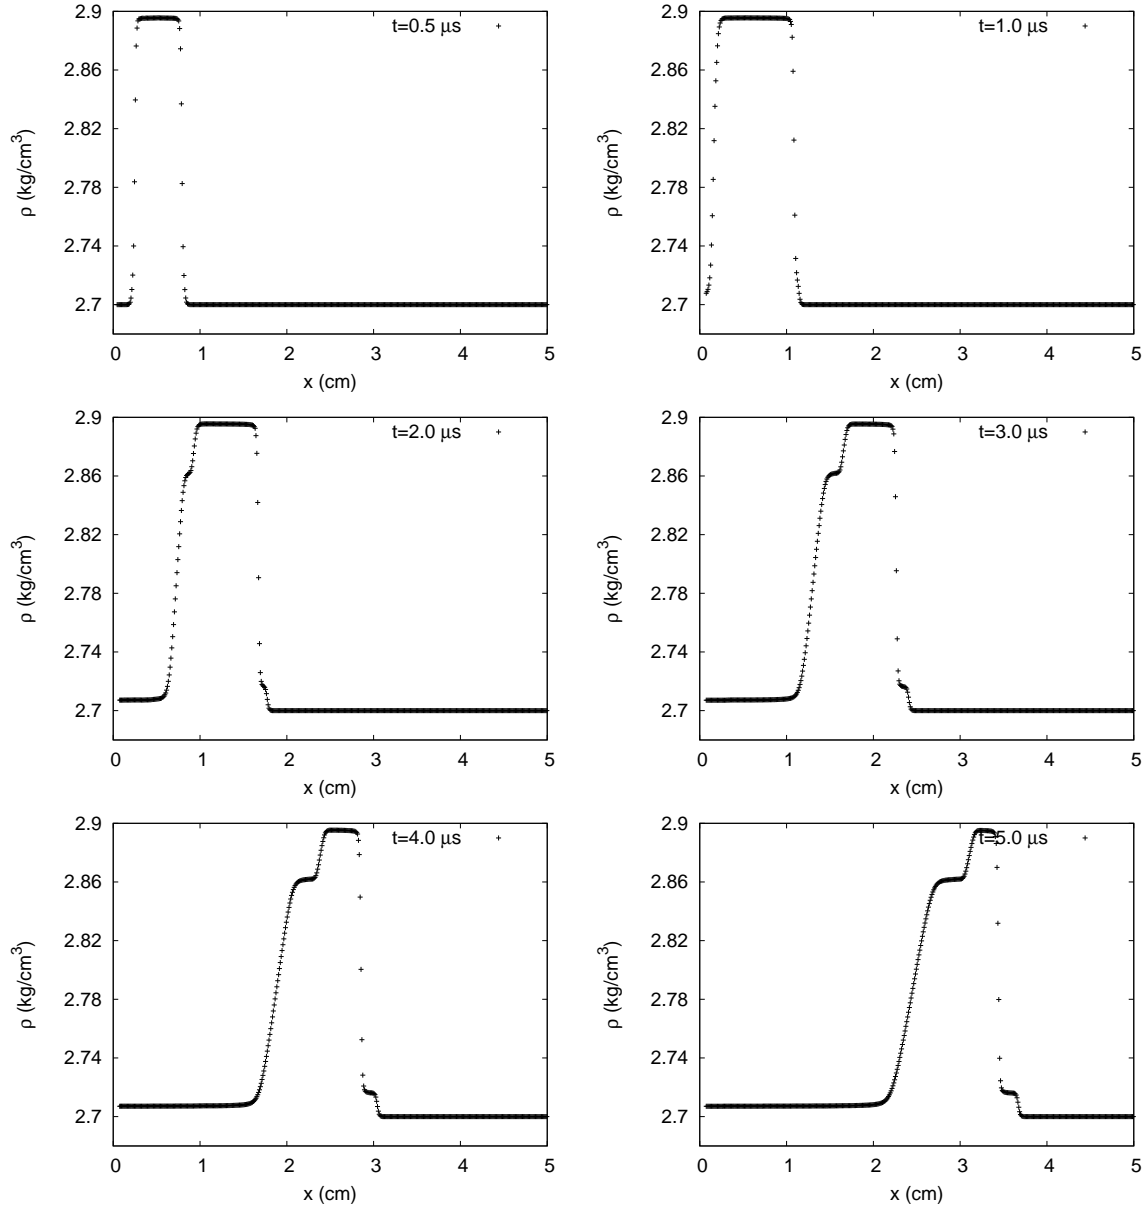 2.9
2.86
2.82
2.78
2.74
2.7
0 1 2 3 4 5
ρ (kg/cm³)
x (cm)
t=0.5 μs
2.9
2.86
2.82
2.78
2.74
2.7
0 1 2 3 4 5
ρ (kg/cm³)
x (cm)
t=1.0 μs
2.9
2.86
2.82
2.78
2.74
2.7
0 1 2 3 4 5
ρ (kg/cm³)
x (cm)
t=2.0 μs
2.9
2.86
2.82
2.78
2.74
2.7
0 1 2 3 4 5
ρ (kg/cm³)
x (cm)
t=3.0 μs
2.9
2.86
2.82
2.78
2.74
2.7
0 1 2 3 4 5
ρ (kg/cm³)
x (cm)
t=4.0 μs
2.9
2.86
2.82
2.78
2.74
2.7
0 1 2 3 4 5
ρ (kg/cm³)
x (cm)
t=5.0 μs